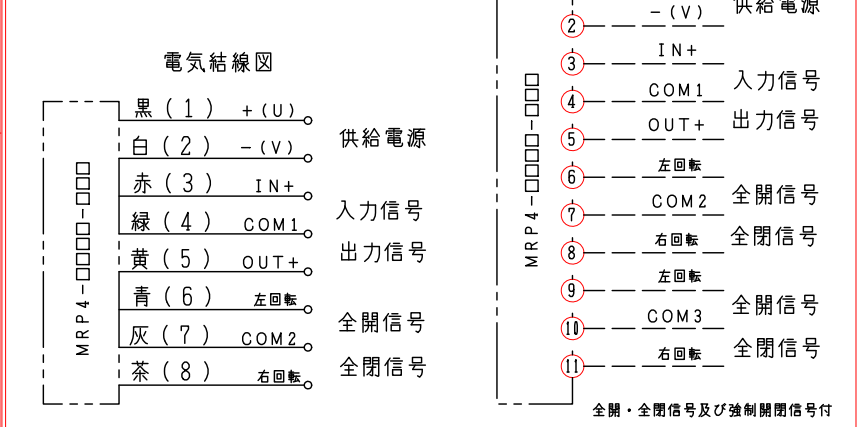 電気結線図
MRP4-□□□□-□□□
黒(1) +(U)
白(2) -(V)
供給電源
赤(3) IN+
緑(4) COM1
入力信号
黄(5) OUT+
出力信号
青(6) 左回転
灰(7) COM2
全開信号
茶(8) 右回転
全閉信号
MRP4-□□□□-□□□
② -(V)
供給電源
③ IN+
④ COM1
入力信号
⑤ OUT+
出力信号
⑥ 左回転
⑦ COM2
全開信号
⑧ 右回転
全閉信号
⑨ 左回転
⑩ COM3
全開信号
⑪ 右回転
全閉信号
全開・全閉信号及び強制開閉信号付